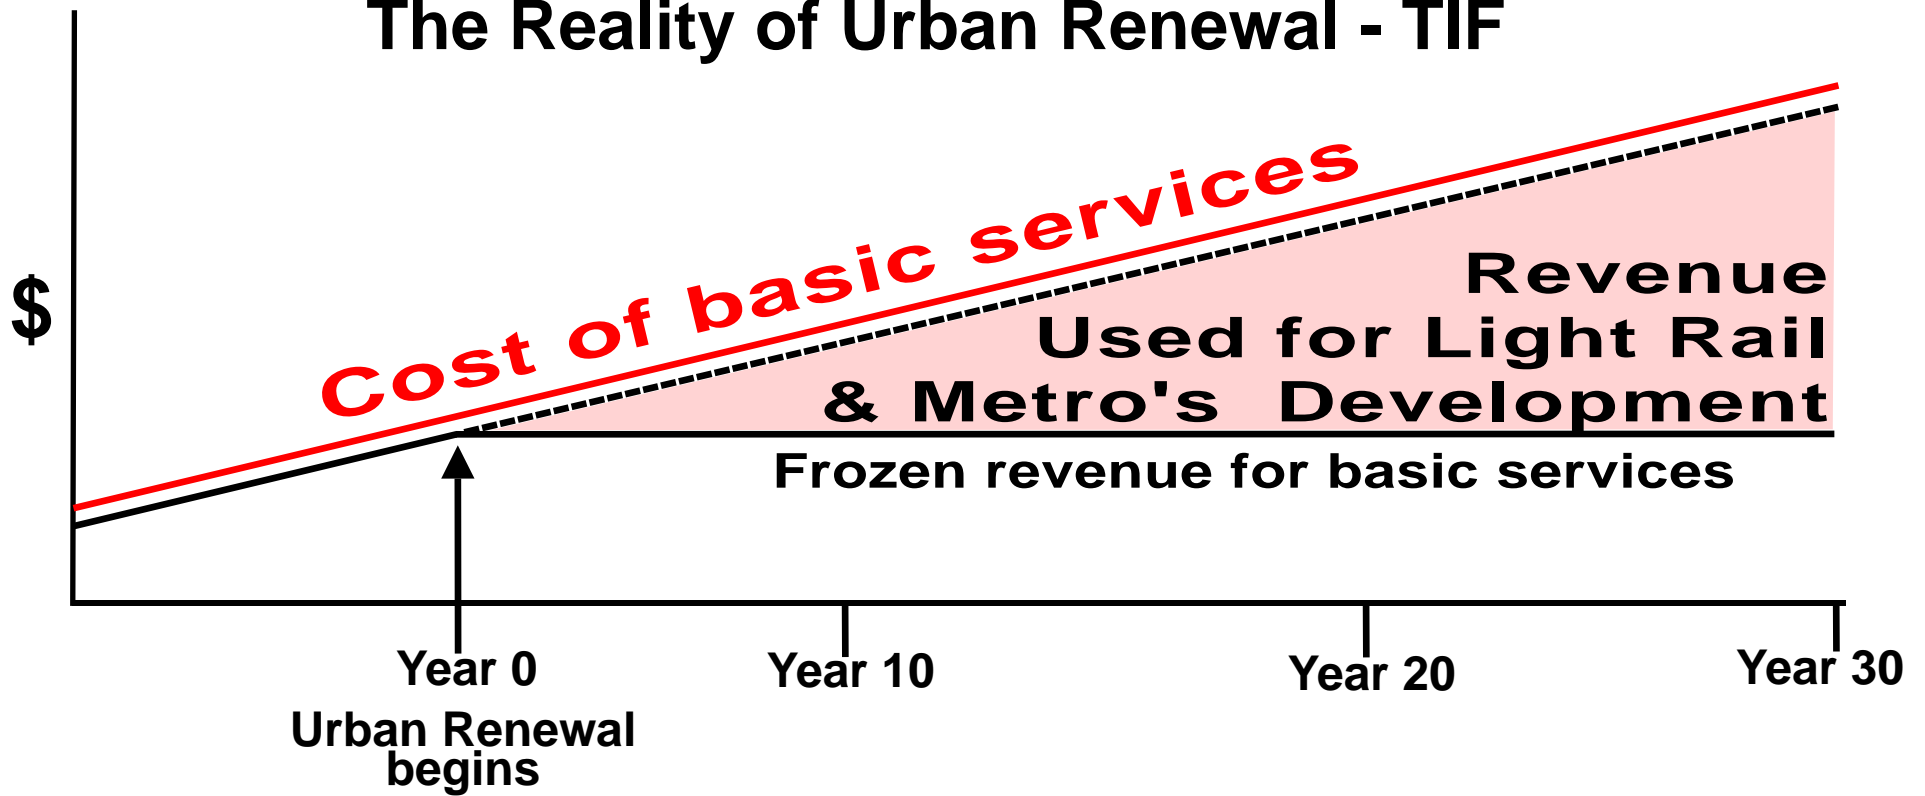 The Reality of Urban Renewal - TIF
Cost of basic services
$
Revenue
Used for Light Rail
& Metro's Development
Frozen revenue for basic services
Year 0
Year 10
Year 20
Year 30
Urban Renewal
begins